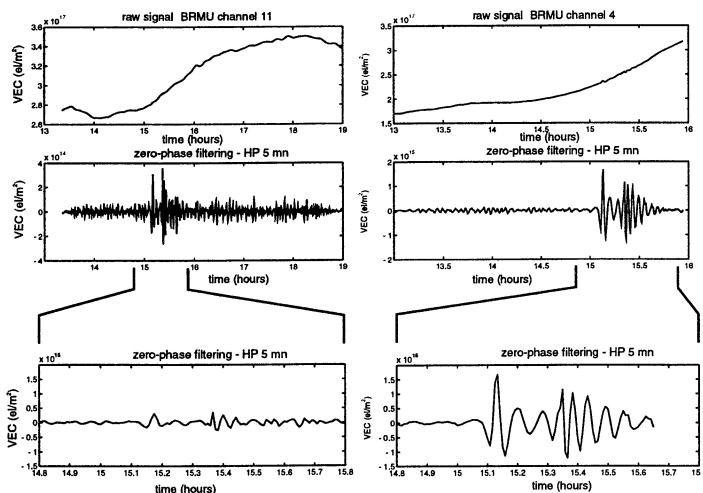 raw signal BRMU channel 11
x 10^17
3.6
3.4
3.2
3
2.8
2.6
VEC (el/m²)
13 14 15 16 17 18 19
time (hours)
raw signal BRMU channel 4
x 10^17
3.5
3
2.5
2
1.5
VEC (el/m²)
13 13.5 14 14.5 15 15.5 16
time (hours)
zero-phase filtering - HP 5 mn
x 10^14
4
2
0
-2
-4
VEC (el/m²)
14 15 16 17 18 19
time (hours)
zero-phase filtering - HP 5 mn
x 10^15
2
1
0
-1
-2
VEC (el/m²)
13.5 14 14.5 15 15.5 16
time (hours)
zero-phase filtering - HP 5 mn
x 10
1.5
1
0.5
0
-0.5
-1
-1.5
VEC (el/m²)
14.8 14.9 15 15.1 15.2 15.3 15.4 15.5 15.6 15.7 15.8
time (hours)
zero-phase filtering - HP 5 mn
x 10
1.5
1
0.5
0
-0.5
-1
-1.5
VEC (el/m²)
14.8 14.9 15 15.1 15.2 15.3 15.4 15.5 15.6 15.7 15.
time (hours)